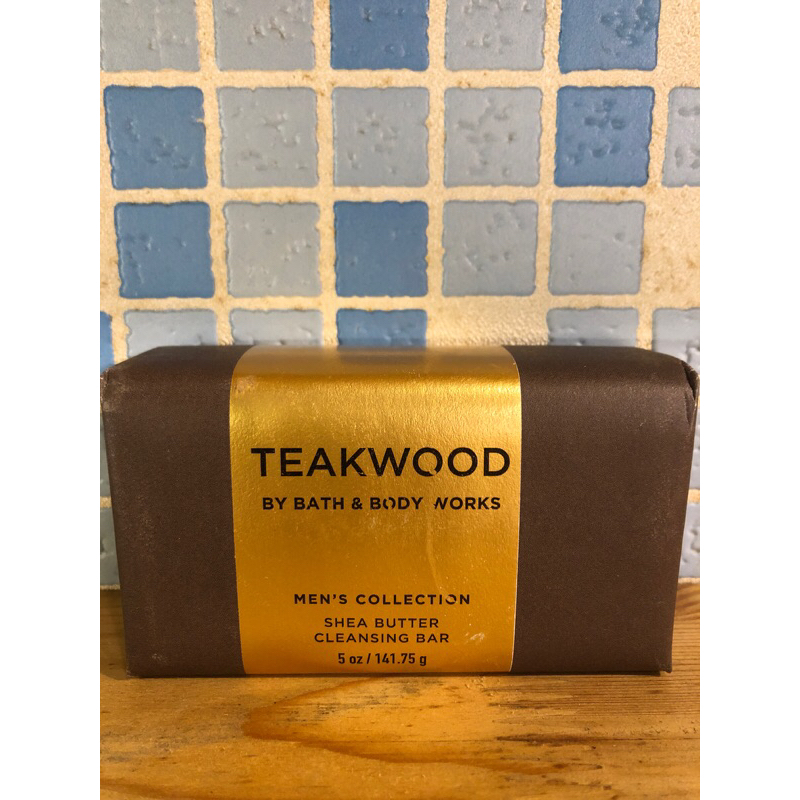 TEAKWOOD
BY BATH & BODY WORKS
MEN'S COLLECTION
SHEA BUTTER
CLEANSING BAR
5 oz / 141.75 g